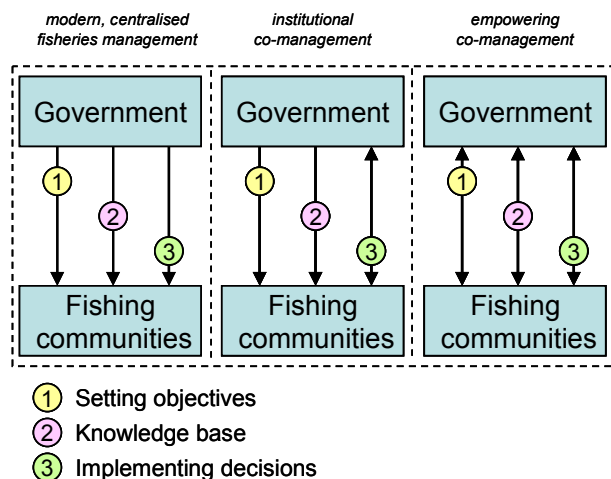 modern, centralised
fisheries management
institutional
co-management
empowering
co-management
Government
1
2
3
Fishing
communities
Government
1
2
3
Fishing
communities
Government
1
2
3
Fishing
communities
1 Setting objectives
2 Knowledge base
3 Implementing decisions